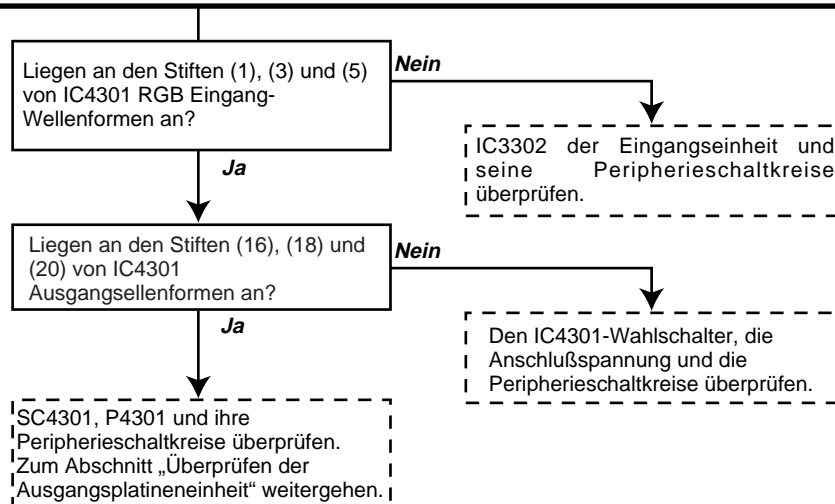 Liegen an den Stiften (1), (3) und (5)
von IC4301 RGB Eingang-
Wellenformen an?
Nein
IC3302 der Eingangseinheit und
seine Peripherieschaltkreise
überprüfen.
Ja
Liegen an den Stiften (16), (18) und
(20) von IC4301
Ausgangsellenformen an?
Nein
Den IC4301-Wahlschalter, die
Anschlußspannung und die
Peripherieschaltkreise überprüfen.
Ja
SC4301, P4301 und ihre
Peripherieschaltkreise überprüfen.
Zum Abschnitt „Überprüfen der
Ausgangsplatineneinheit“ weitergehen.